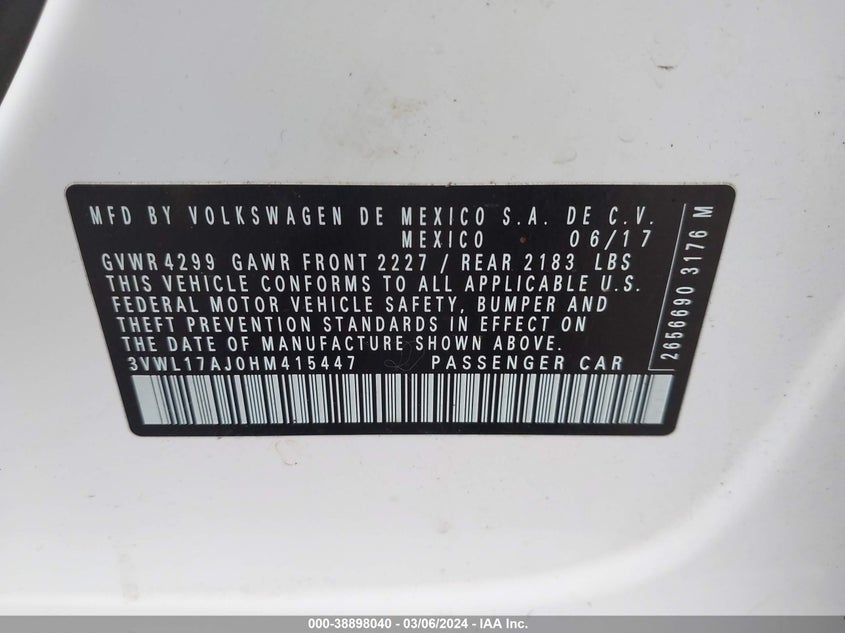 MFD BY VOLKSWAGEN DE MEXICO S.A. DE C.V.
MEXICO 06/17
GVWR 4299 GAWR FRONT 2227 / REAR 2183 LBS
THIS VEHICLE CONFORMS TO ALL APPLICABLE U.S.
FEDERAL MOTOR VEHICLE SAFETY, BUMPER AND
THEFT PREVENTION STANDARDS IN EFFECT ON
THE DATE OF MANUFACTURE SHOWN ABOVE.
3VWL17AJ0HM415447 PASSENGER CAR
2656690 3176 M
000-38898040 - 03/06/2024 - IAA Inc.